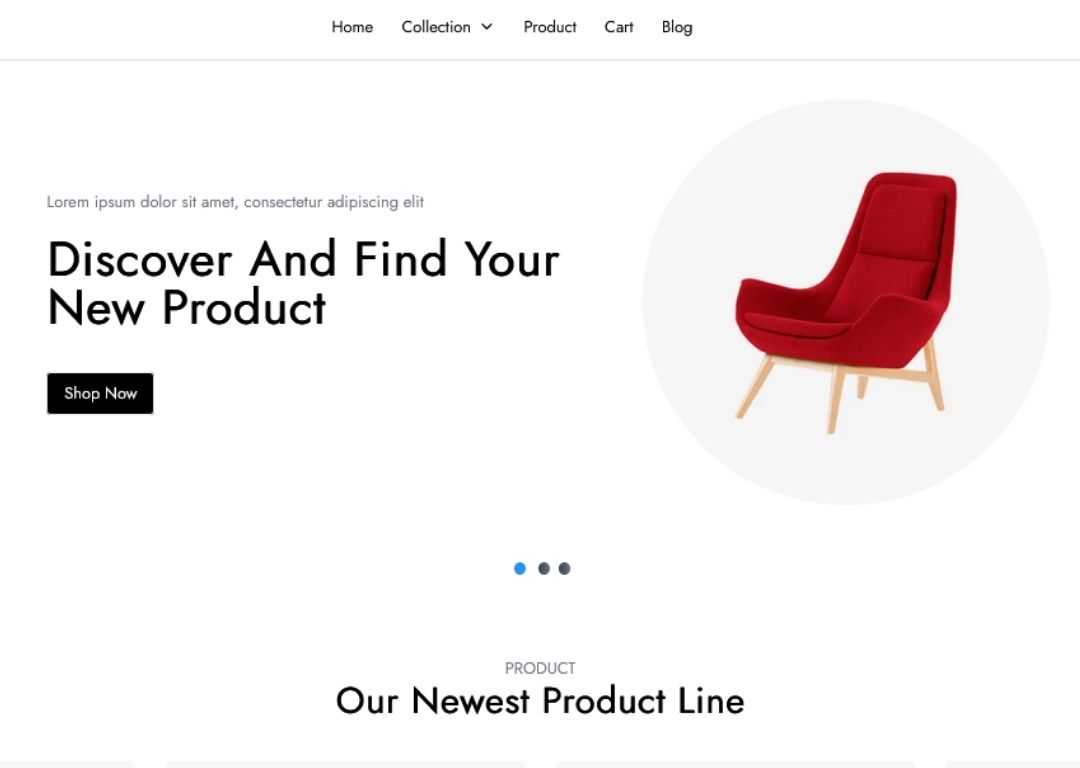 Home Collection Product Cart Blog
Lorem ipsum dolor sit amet, consectetur adipiscing elit
Discover And Find Your
New Product
Shop Now
PRODUCT
Our Newest Product Line